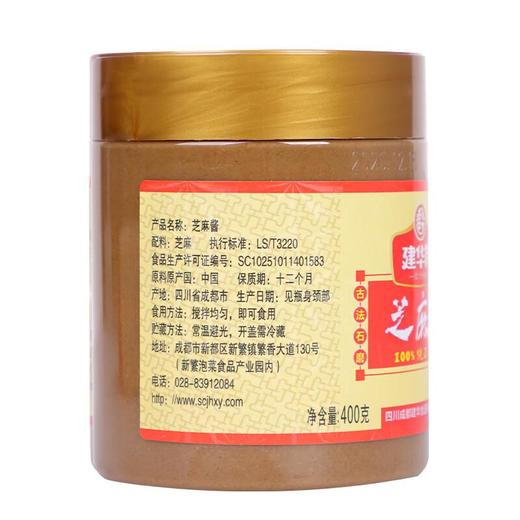 产品名称：芝麻酱
配料：芝麻 执行标准：LS/T3220
食品生产许可证编号：SC10251011401583
原料原产国：中国 保质期：十二个月
产地：四川省成都市 生产日期：见瓶身颈部
食用方法：搅拌均匀，即可食用
贮藏方法：常温避光，开盖需冷藏
地址：成都市新都区新繁镇繁香大道130号
（新繁泡菜食品产业园内）
电话：028-83912084
http://www.scjhxy.com
净含量:400克
建华
古法石磨
芝麻
100%
四川成都建华